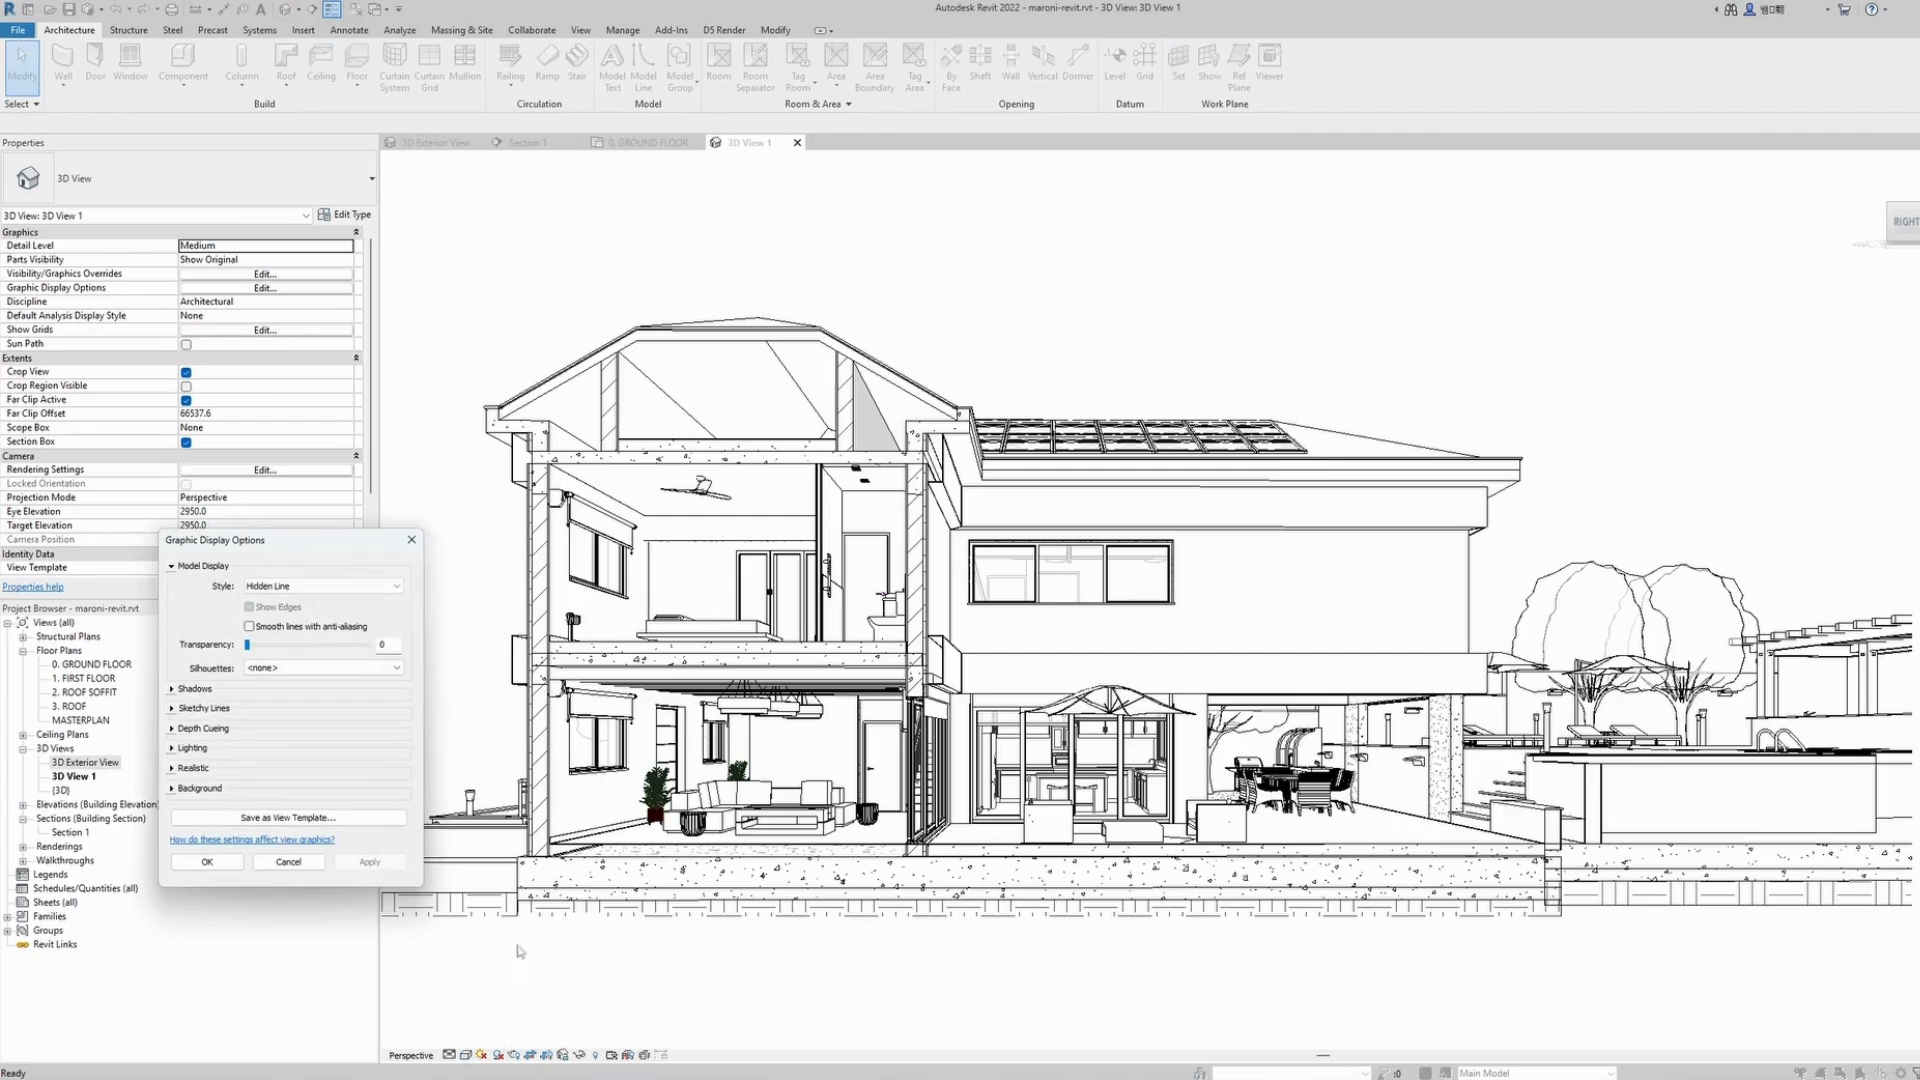 Autodesk Revit 2022 - maroni-revit.rvt - 3D View: 3D View 1
File Architecture Structure Steel Precast Systems Insert Annotate Analyze Massing & Site Collaborate View Manage Add-Ins D5 Render Modify
Modify Wall Door Window Component Column Roof Ceiling Floor Curtain System Curtain Grid Mullion Railing Ramp Stair Model Text Model Line Model Group Room Room Separator Tag Room Area Area Boundary Tag Area By Face Shaft Wall Vertical Dormer Level Grid Set Show Ref Plane Viewer
Select Build Circulation Model Room & Area Opening Datum Work Plane
Properties
3D Exterior View Section 1 0. GROUND FLOOR 3D View 1
3D View
3D View: 3D View 1 Edit Type
Graphics
Detail Level Medium
Parts Visibility Show Original
Visibility/Graphics Overrides Edit...
Graphic Display Options Edit...
Discipline Architectural
Default Analysis Display Style None
Show Grids Edit...
Sun Path
Extents
Crop View
Crop Region Visible
Far Clip Active
Far Clip Offset 66537.6
Scope Box None
Section Box
Camera
Rendering Settings Edit...
Locked Orientation
Projection Mode Perspective
Eye Elevation 2950.0
Target Elevation 2950.0
Camera Position
Identity Data
View Template
Properties help
Project Browser - maroni-revit.rvt
Views (all)
Structural Plans
Floor Plans
0. GROUND FLOOR
1. FIRST FLOOR
2. ROOF SOFFIT
3. ROOF
MASTERPLAN
Ceiling Plans
3D Views
3D Exterior View
3D View 1
{3D}
Elevations (Building Elevation)
Sections (Building Section)
Section 1
Renderings
Walkthroughs
Legends
Schedules/Quantities (all)
Sheets (all)
Families
Groups
Revit Links
Graphic Display Options
Model Display
Style: Hidden Line
Show Edges
Smooth lines with anti-aliasing
Transparency: 0
Silhouettes: <none>
Shadows
Sketchy Lines
Depth Cueing
Lighting
Realistic
Background
Save as View Template...
How do these settings affect view graphics?
OK Cancel Apply
RIGHT
Perspective
Ready
:0
Main Model